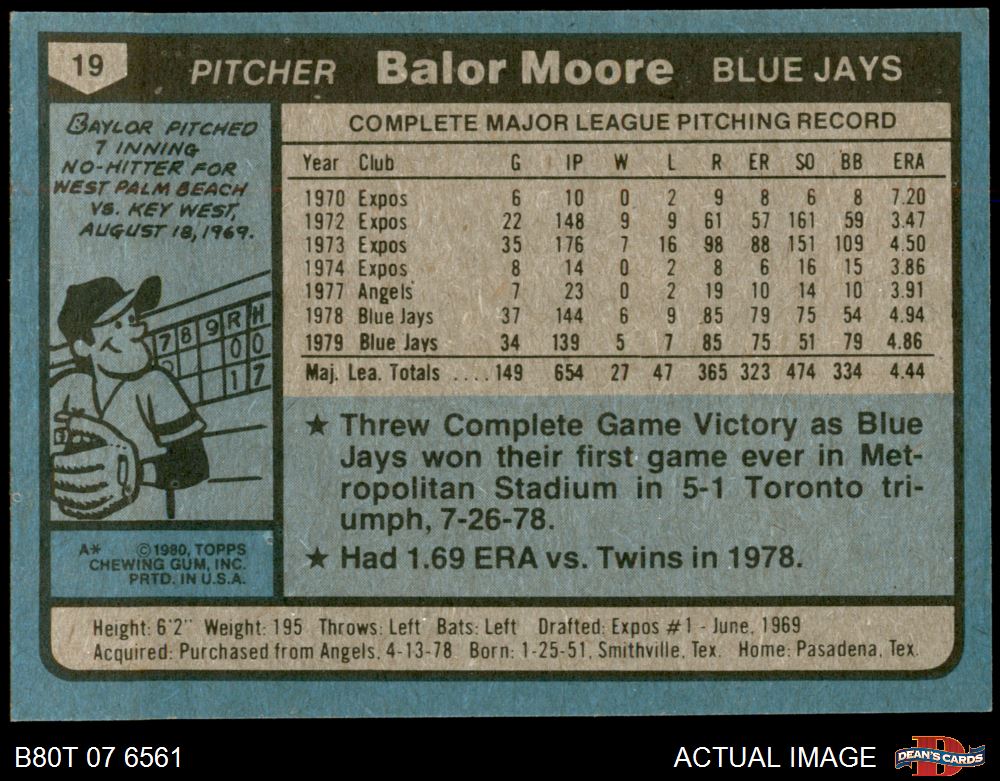 19 PITCHER Balor Moore BLUE JAYS
BAYLOR PITCHED
7 INNING
NO-HITTER FOR
WEST PALM BEACH
VS. KEY WEST,
AUGUST 18, 1969.
7 8 9 R H
0 0
1 7
A* ©1980, TOPPS
CHEWING GUM, INC.
PRTD. IN U.S.A.
COMPLETE MAJOR LEAGUE PITCHING RECORD
Year Club G IP W L R ER SO BB ERA
1970 Expos 6 10 0 2 9 8 6 8 7.20
1972 Expos 22 148 9 9 61 57 161 59 3.47
1973 Expos 35 176 7 16 98 88 151 109 4.50
1974 Expos 8 14 0 2 8 6 16 15 3.86
1977 Angels 7 23 0 2 19 10 14 10 3.91
1978 Blue Jays 37 144 6 9 85 79 75 54 4.94
1979 Blue Jays 34 139 5 7 85 75 51 79 4.86
Maj. Lea. Totals ....149 654 27 47 365 323 474 334 4.44
★ Threw Complete Game Victory as Blue
Jays won their first game ever in Met-
ropolitan Stadium in 5-1 Toronto tri-
umph, 7-26-78.
★ Had 1.69 ERA vs. Twins in 1978.
Height: 6'2" Weight: 195 Throws: Left Bats: Left Drafted: Expos #1 - June, 1969
Acquired: Purchased from Angels, 4-13-78 Born: 1-25-51, Smithville, Tex. Home: Pasadena, Tex.
B80T 07 6561 ACTUAL IMAGE DEAN'S CARDS